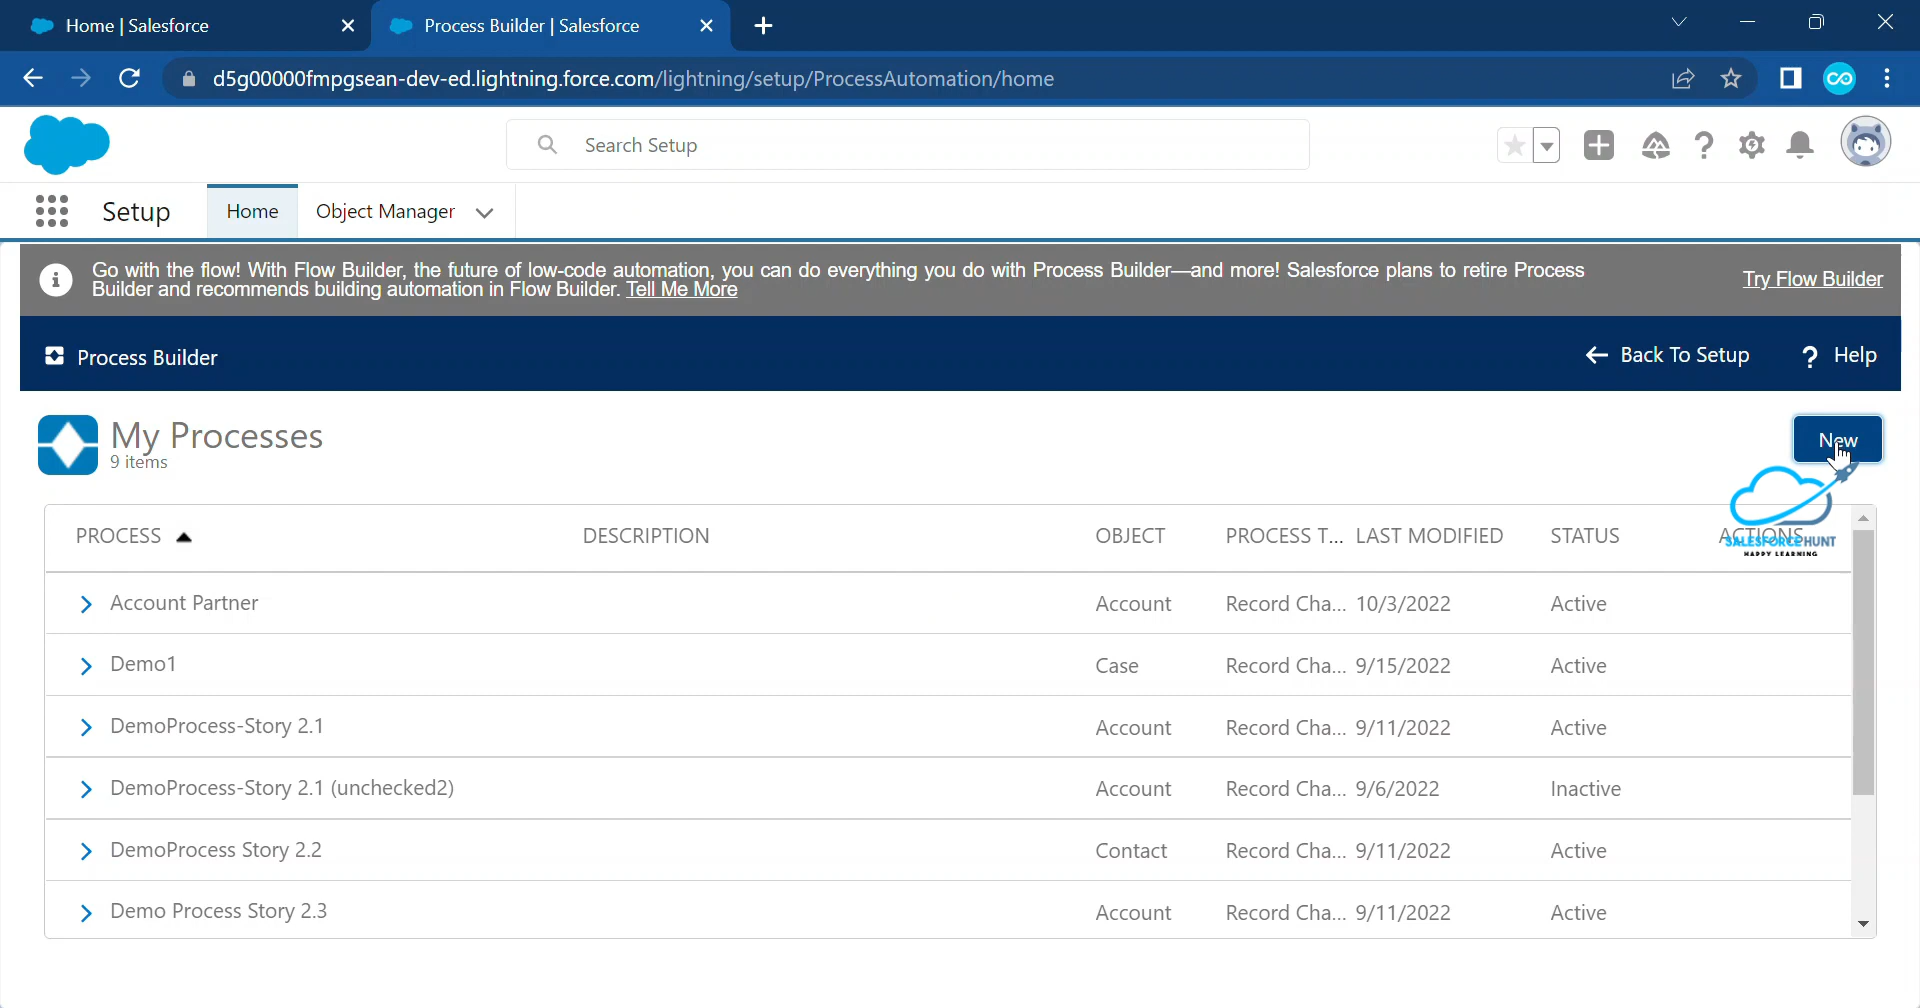 Home | Salesforce
Process Builder | Salesforce
d5g00000fmpgsean-dev-ed.lightning.force.com/lightning/setup/ProcessAutomation/home
Search Setup
Setup
Home
Object Manager
Go with the flow! With Flow Builder, the future of low-code automation, you can do everything you do with Process Builder—and more! Salesforce plans to retire Process
Builder and recommends building automation in Flow Builder. Tell Me More
Try Flow Builder
Process Builder
Back To Setup
? Help
My Processes
9 items
New
PROCESS DESCRIPTION OBJECT PROCESS T... LAST MODIFIED STATUS ACTIONS
SALESFORCE HUNT
HAPPY LEARNING
Account Partner Account Record Cha... 10/3/2022 Active
Demo1 Case Record Cha... 9/15/2022 Active
DemoProcess-Story 2.1 Account Record Cha... 9/11/2022 Active
DemoProcess-Story 2.1 (unchecked2) Account Record Cha... 9/6/2022 Inactive
DemoProcess Story 2.2 Contact Record Cha... 9/11/2022 Active
Demo Process Story 2.3 Account Record Cha... 9/11/2022 Active